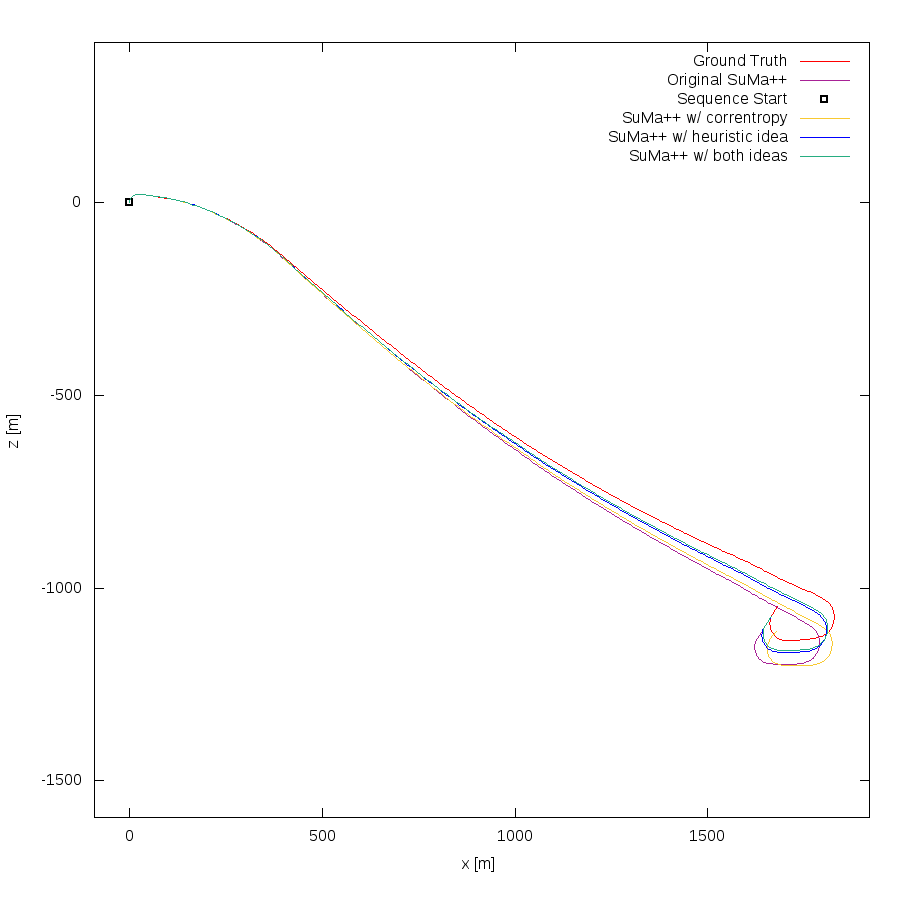 Ground Truth
Original SuMa++
Sequence Start
SuMa++ w/ correntropy
SuMa++ w/ heuristic idea
SuMa++ w/ both ideas
0
-500
-1000
-1500
z [m]
0 500 1000 1500
x [m]